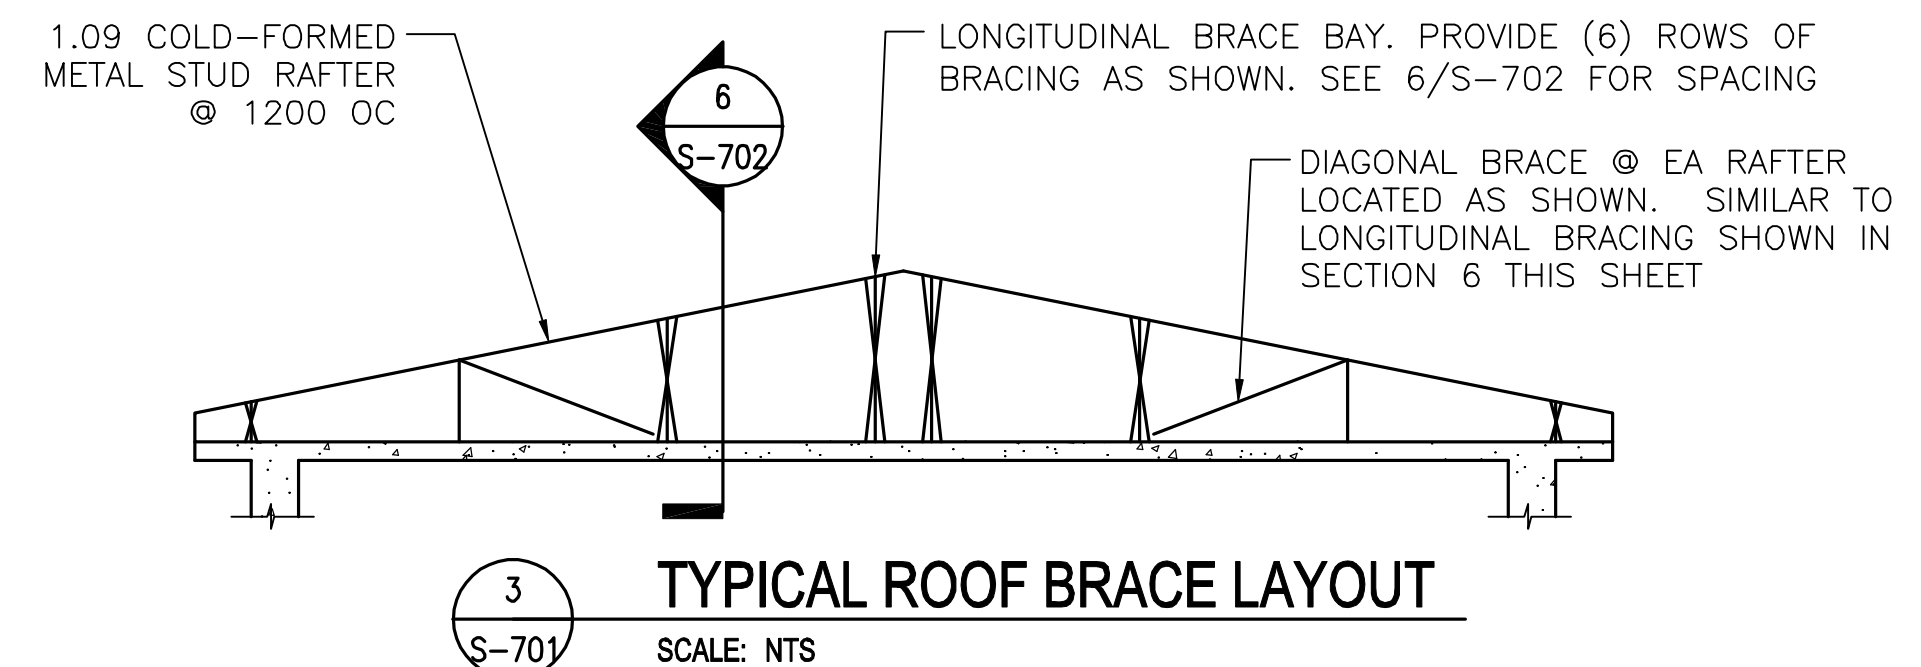 1.09 COLD-FORMED
METAL STUD RAFTER
@ 1200 OC
6
S-702
LONGITUDINAL BRACE BAY. PROVIDE (6) ROWS OF
BRACING AS SHOWN. SEE 6/S-702 FOR SPACING
DIAGONAL BRACE @ EA RAFTER
LOCATED AS SHOWN. SIMILAR TO
LONGITUDINAL BRACING SHOWN IN
SECTION 6 THIS SHEET
3
S-701
TYPICAL ROOF BRACE LAYOUT
SCALE: NTS